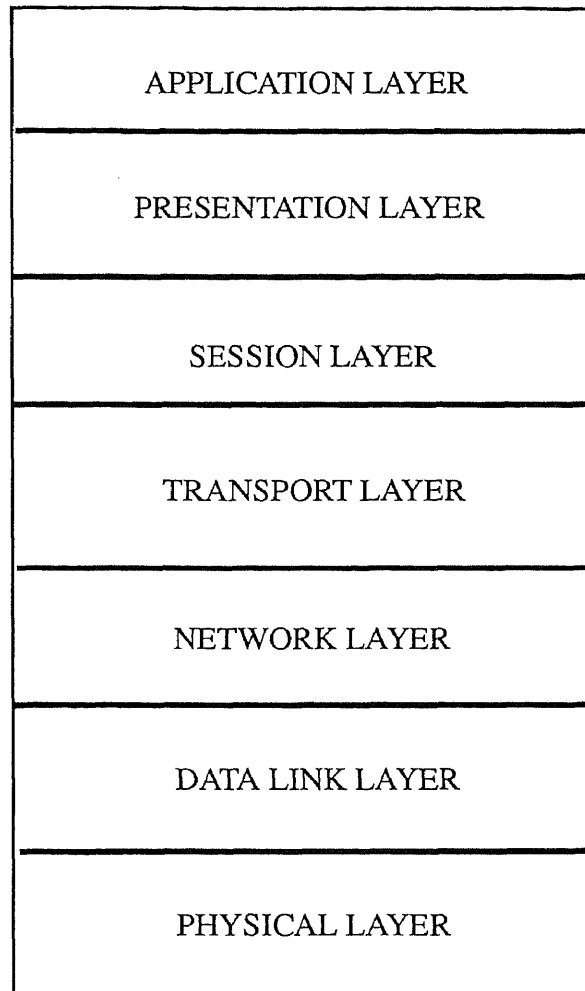 APPLICATION LAYER
PRESENTATION LAYER
SESSION LAYER
TRANSPORT LAYER
NETWORK LAYER
DATA LINK LAYER
PHYSICAL LAYER